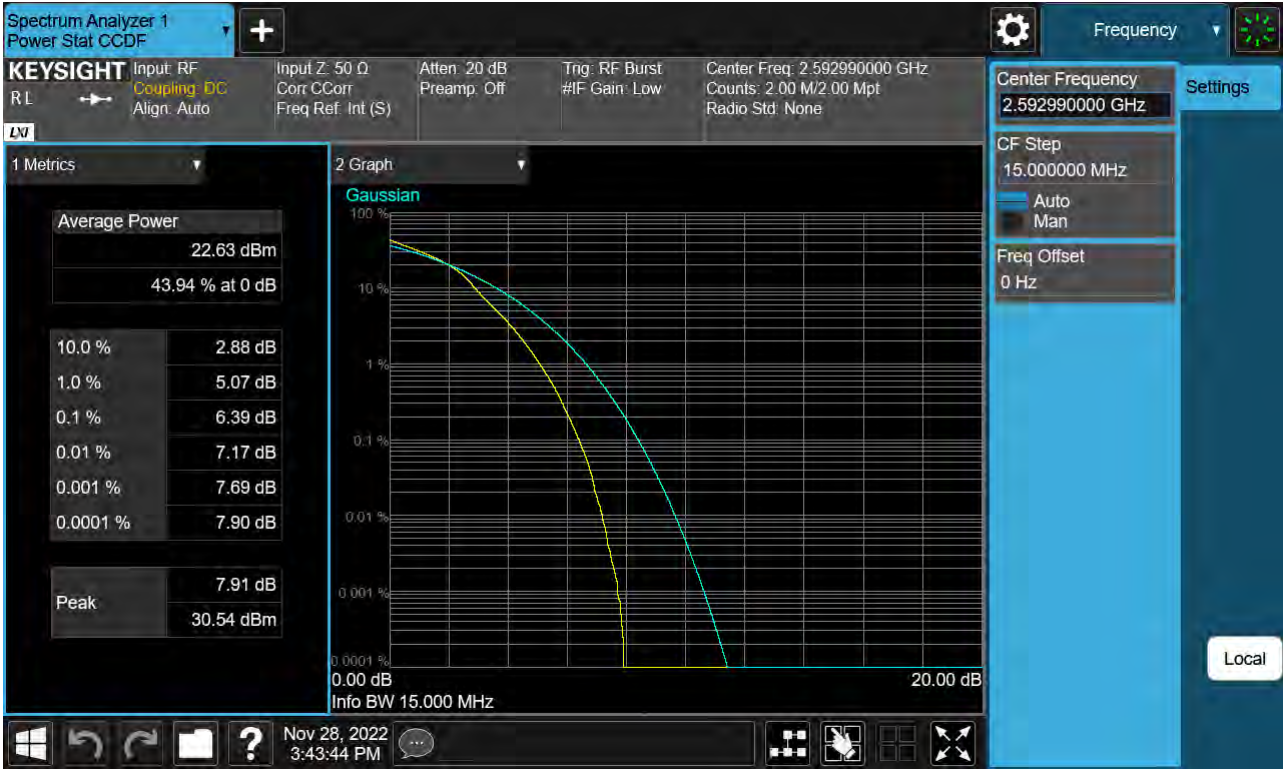 Spectrum Analyzer 1
Power Stat CCDF
Frequency
KEYSIGHT
RL
LXI
Input: RF
Coupling: DC
Align: Auto
Input Z: 50 Ω
Corr CCorr
Freq Ref: Int (S)
Atten: 20 dB
Preamp: Off
Trig: RF Burst
#IF Gain: Low
Center Freq: 2.592990000 GHz
Counts: 2.00 M/2.00 Mpt
Radio Std: None
Center Frequency
2.592990000 GHz
Settings
CF Step
15.000000 MHz
Auto
Man
Freq Offset
0 Hz
Local
1 Metrics
Average Power
22.63 dBm
43.94 % at 0 dB
10.0 % 2.88 dB
1.0 % 5.07 dB
0.1 % 6.39 dB
0.01 % 7.17 dB
0.001 % 7.69 dB
0.0001 % 7.90 dB
Peak
7.91 dB
30.54 dBm
2 Graph
Gaussian
100 %
10 %
1 %
0.1 %
0.01 %
0.001 %
0.0001 %
0.00 dB 20.00 dB
Info BW 15.000 MHz
?
Nov 28, 2022
3:43:44 PM